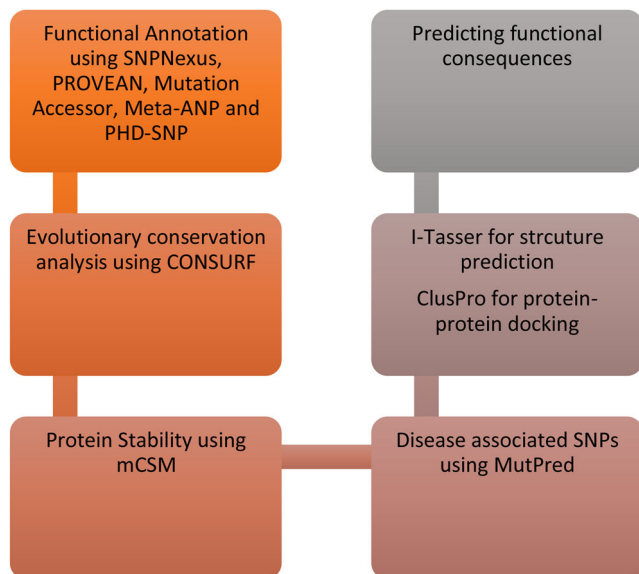 Functional Annotation
using SNPNexus,
PROVEAN, Mutation
Accessor, Meta-ANP and
PHD-SNP
Evolutionary conservation
analysis using CONSURF
Protein Stability using
mCSM
Disease associated SNPs
using MutPred
I-Tasser for strcuture
prediction
ClusPro for protein-
protein docking
Predicting functional
consequences